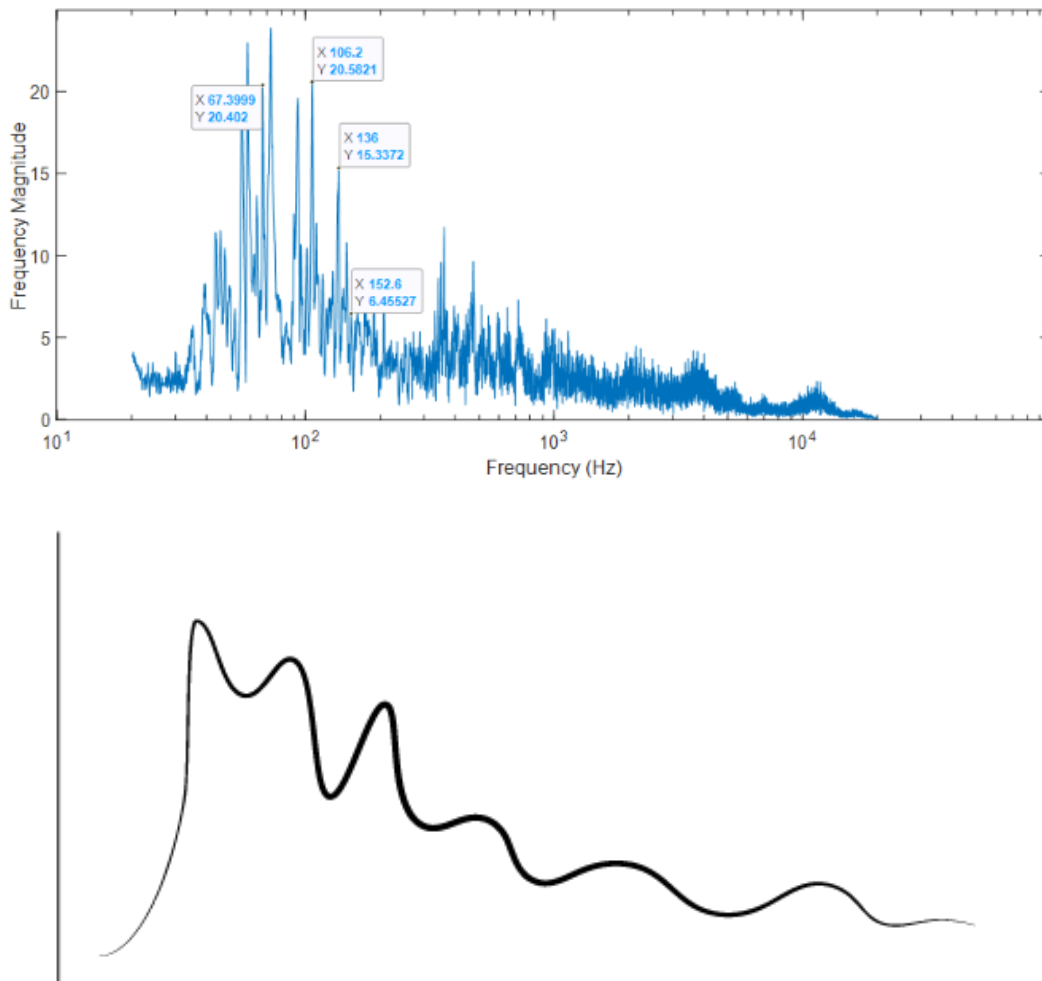 X 106.2
Y 20.5821
X 67.3999
Y 20.402
X 136
Y 15.3372
X 152.6
Y 6.45527
Frequency Magnitude
20
15
10
5
0
10¹ 10² 10³ 10⁴
Frequency (Hz)